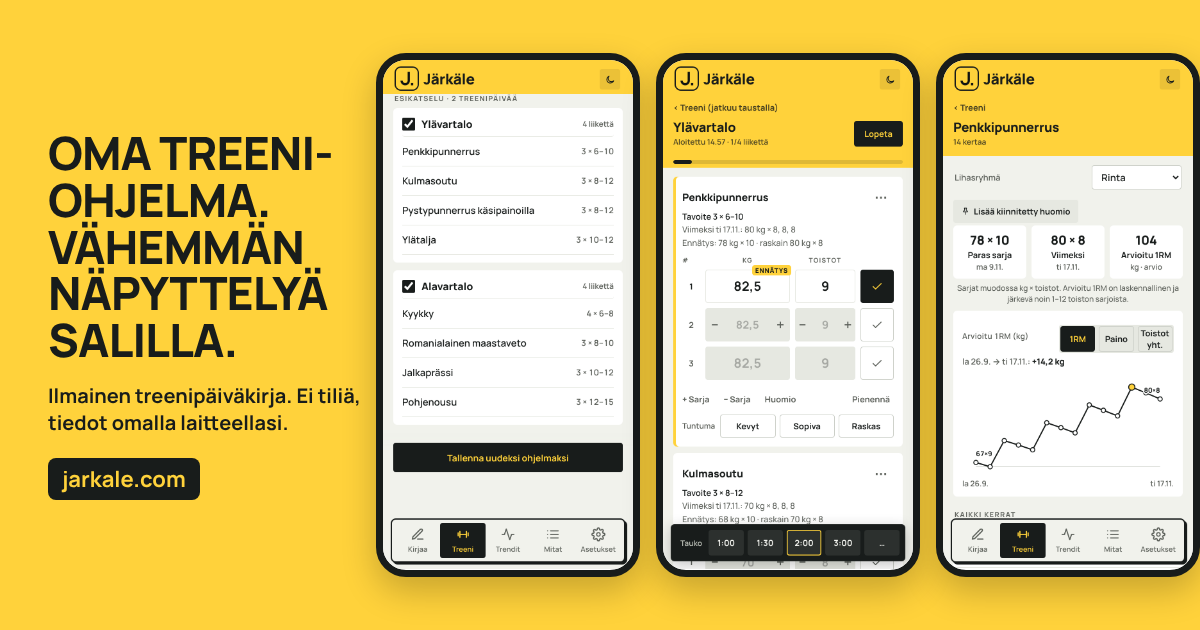 OMA TREENI-
OHJELMA.
VÄHEMMÄN
NÄPYTTELYÄ
SALILLA.
Ilmainen treenipäiväkirja. Ei tiliä,
tiedot omalla laitteellasi.
jarkale.com
J. Järkäle
ESIKATSELU · 2 TREENIPÄIVÄÄ
Ylävartalo 4 liikettä
Penkkipunnerrus 3 × 6–10
Kulmasoutu 3 × 8–12
Pystypunnerrus käsipainoilla 3 × 8–12
Ylätalja 3 × 10–12
Alavartalo 4 liikettä
Kyykky 4 × 6–8
Romanialainen maastaveto 3 × 8–10
Jalkaprässi 3 × 10–12
Pohjenousu 3 × 12–15
Tallenna uudeksi ohjelmaksi
Kirjaa Treeni Trendit Mitat Asetukset
J. Järkäle
‹ Treeni (jatkuu taustalla)
Ylävartalo
Aloitettu 14.57 · 1/4 liikettä
Lopeta
Penkkipunnerrus ...
Tavoite 3 × 6–10
Viimeksi ti 17.11.: 80 kg × 8, 8, 8
Ennätys: 78 kg × 10 · raskain 80 kg × 8
# KG TOISTOT
ENNÄTYS
1 82,5 9
2 − 82,5 + − 9 +
3 82,5 9
+ Sarja − Sarja Huomio Pienennä
Tuntuma Kevyt Sopiva Raskas
Kulmasoutu ...
Tavoite 3 × 8–12
Viimeksi ti 17.11.: 70 kg × 8, 8, 8
Ennätys: 68 kg × 10 · raskain 70 kg × 8
Tauko 1:00 1:30 2:00 3:00 ...
1 − 70 + − 8 +
J. Järkäle
‹ Treeni
Penkkipunnerrus
14 kertaa
Lihasryhmä Rinta
Lisää kiinnitetty huomio
78 × 10 80 × 8 104
Paras sarja Viimeksi Arvioitu 1RM
ma 9.11. ti 17.11. kg · arvio
Sarjat muodossa kg × toistot. Arvioitu 1RM on laskennallinen ja
järkevä noin 1–12 toiston sarjoista.
Arvioitu 1RM (kg) 1RM Paino Toistot
yht.
la 26.9. → ti 17.11.: +14,2 kg
80×8
67×9
la 26.9. ti 17.11.
KAIKKI KERRAT
Kirjaa Treeni Trendit Mitat Asetukset